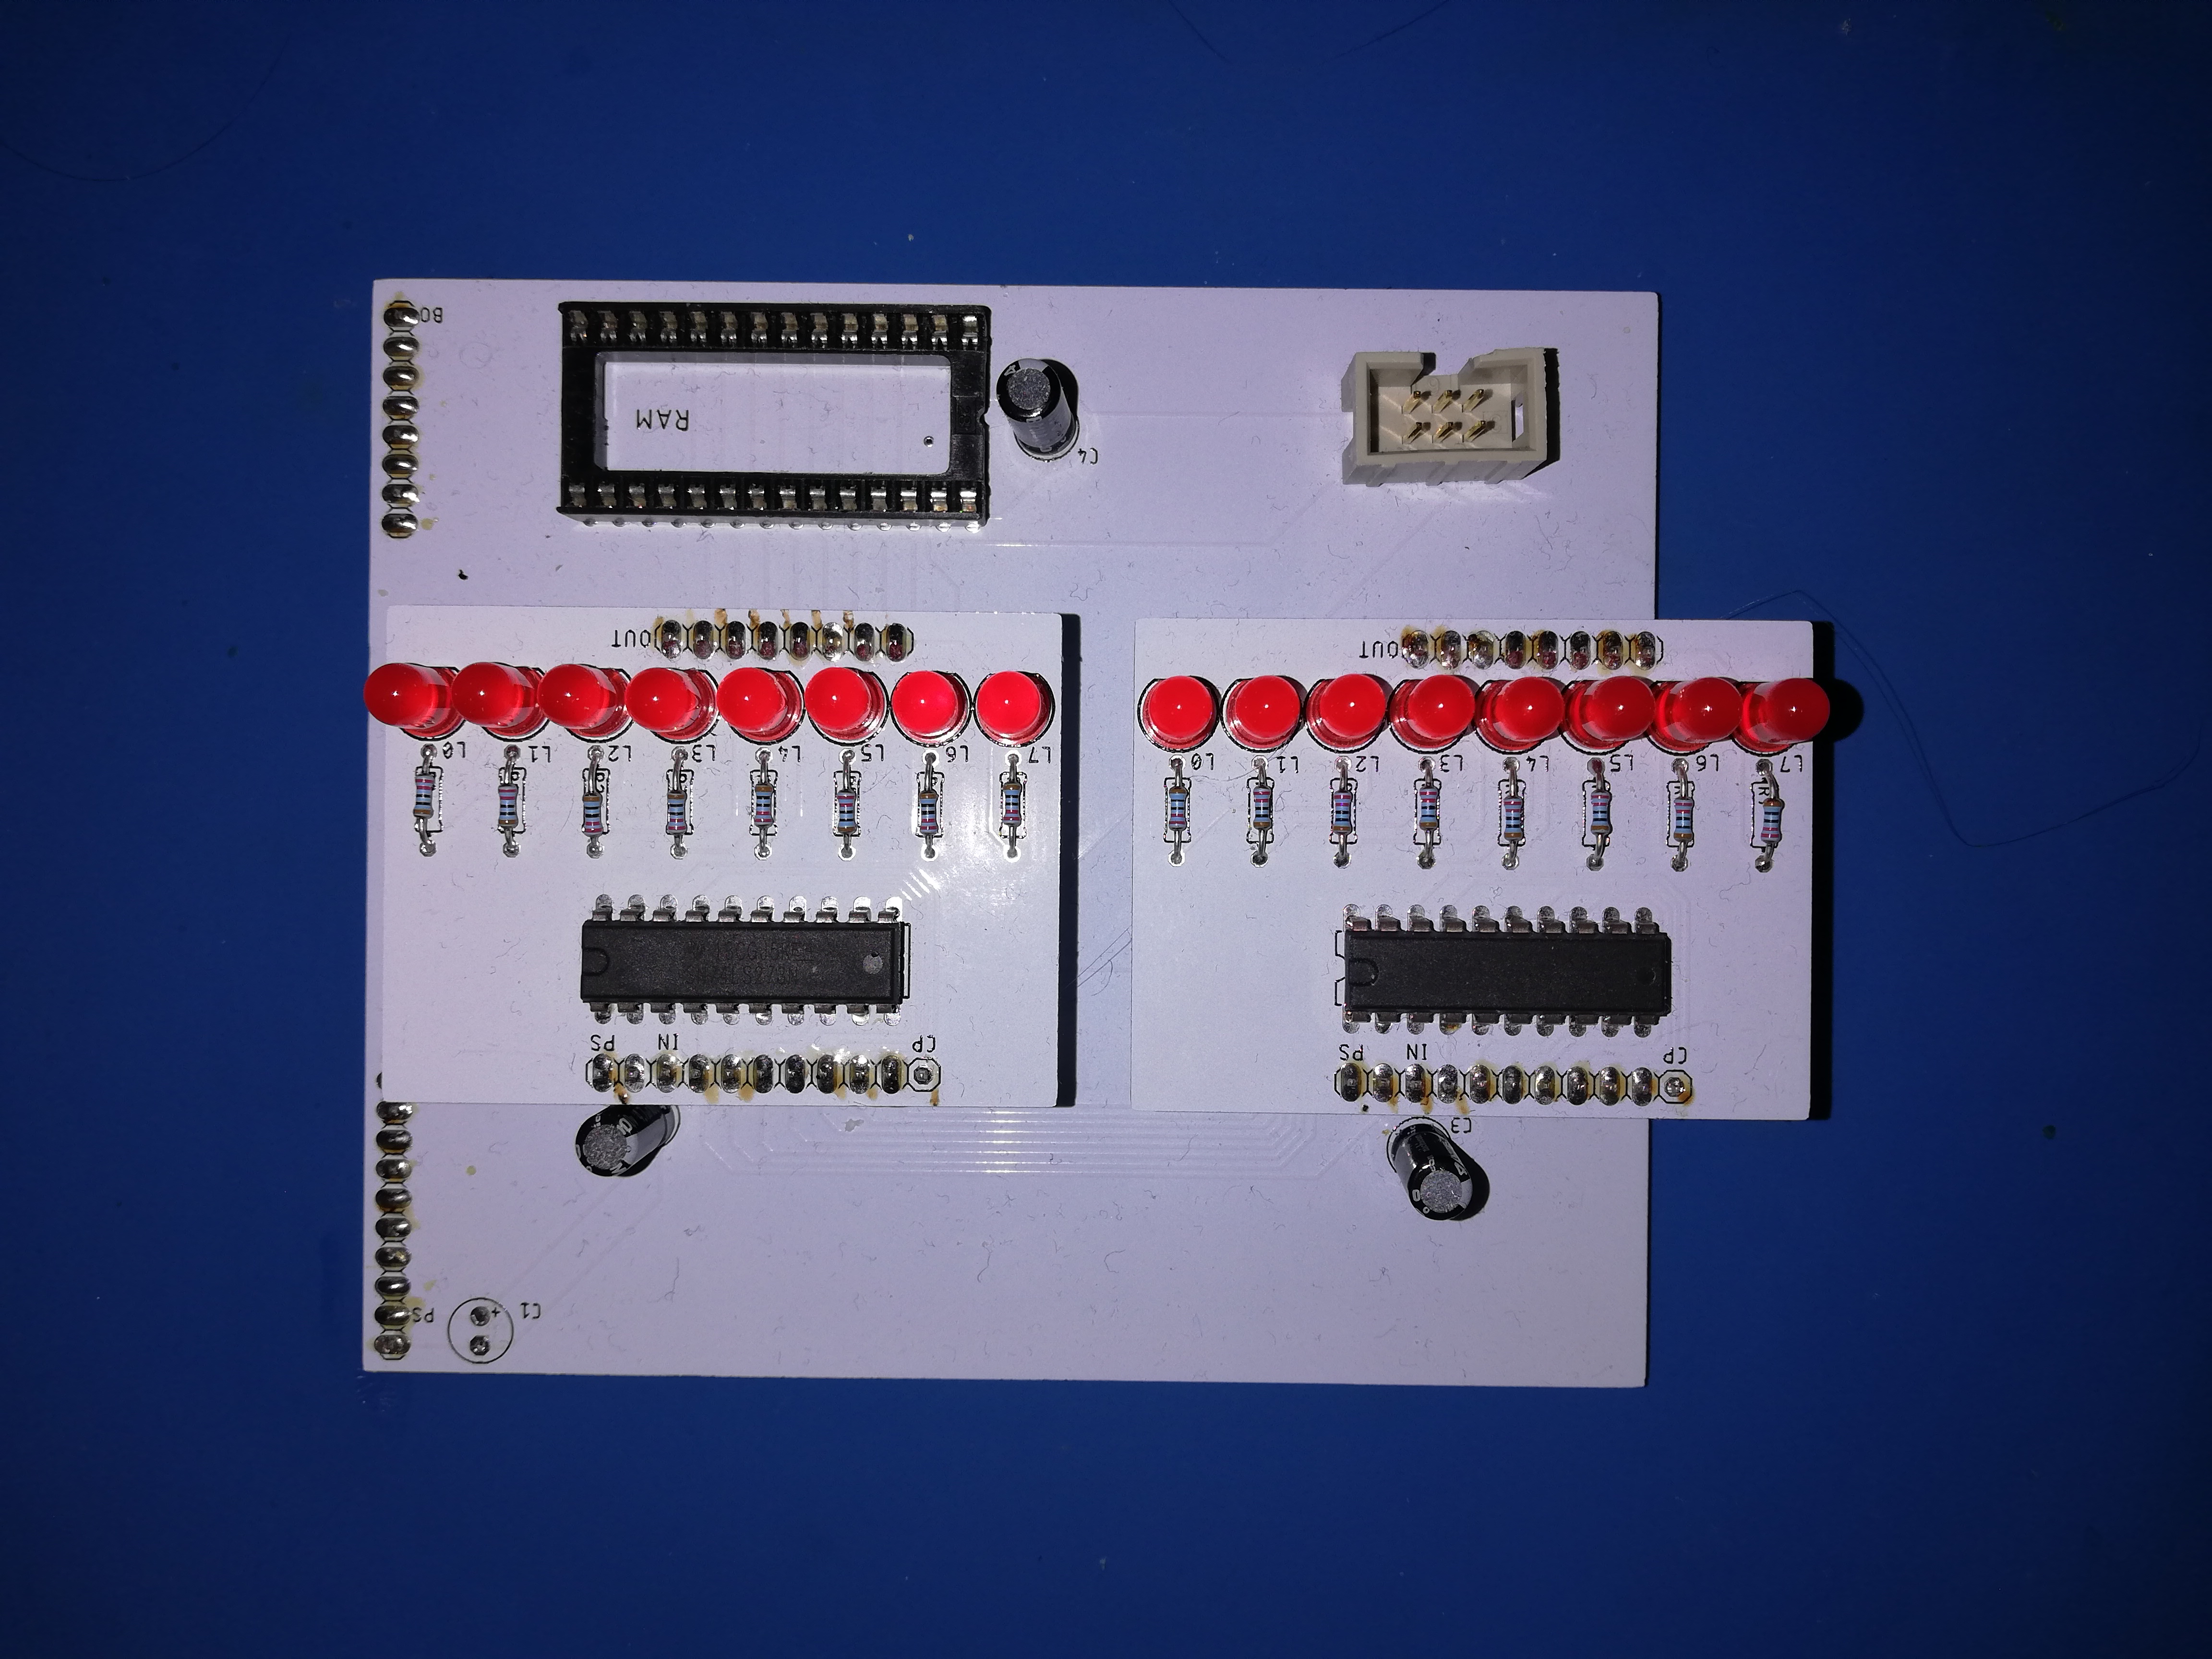 B0
RAM
C4
OUT
OUT
L0 L1 L2 L3 L4 L5 L6 L7
L0 L1 L2 L3 L4 L5 L6 L7
PS IN CP
PS IN CP
C3
PS
+ C1